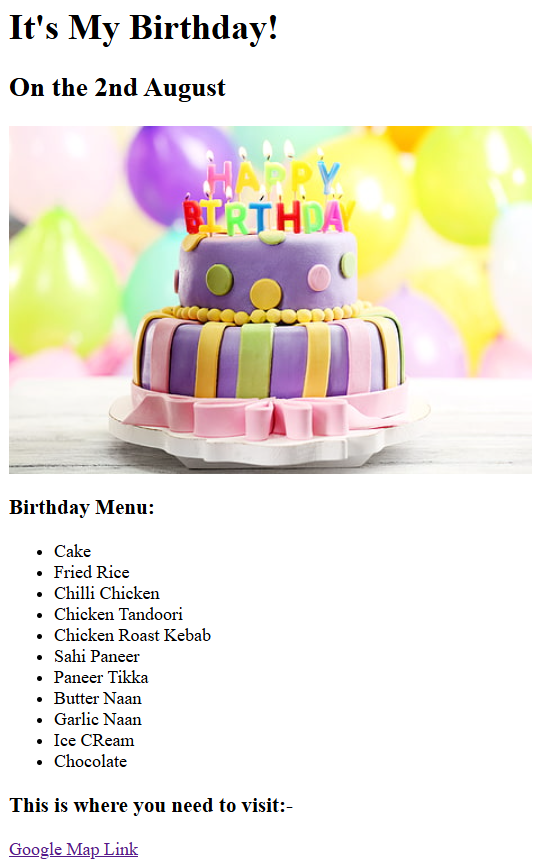 It's My Birthday!
On the 2nd August
HAPPY
BIRTHDAY
Birthday Menu:
Cake
Fried Rice
Chilli Chicken
Chicken Tandoori
Chicken Roast Kebab
Sahi Paneer
Paneer Tikka
Butter Naan
Garlic Naan
Ice CReam
Chocolate
This is where you need to visit:-
Google Map Link